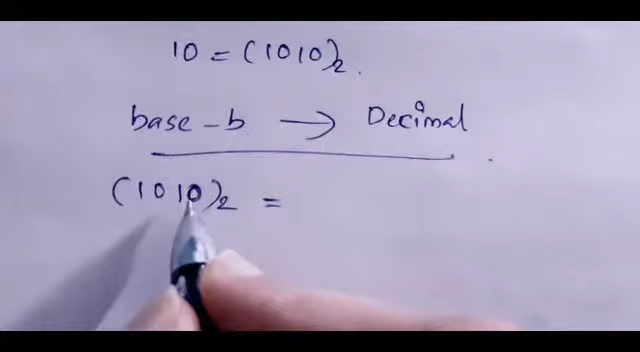 10 = (1010)2.
base-b → Decimal
(1010)2 =